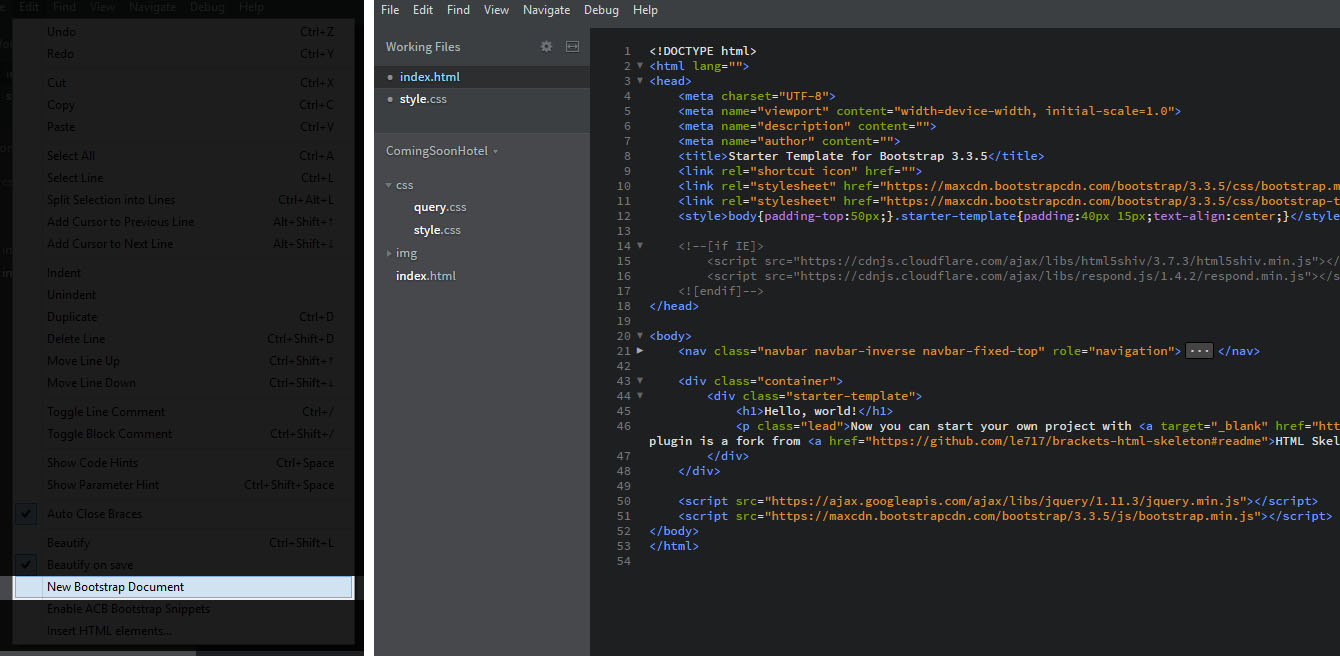 Edit Find View Navigate Debug Help
Undo Ctrl+Z
Redo Ctrl+Y
Cut Ctrl+X
Copy Ctrl+C
Paste Ctrl+V
Select All Ctrl+A
Select Line Ctrl+L
Split Selection into Lines Ctrl+Alt+L
Add Cursor to Previous Line Alt+Shift+↑
Add Cursor to Next Line Alt+Shift+↓
Indent
Unindent
Duplicate Ctrl+D
Delete Line Ctrl+Shift+D
Move Line Up Ctrl+Shift+↑
Move Line Down Ctrl+Shift+↓
Toggle Line Comment Ctrl+/
Toggle Block Comment Ctrl+Shift+/
Show Code Hints Ctrl+Space
Show Parameter Hint Ctrl+Shift+Space
Auto Close Braces
Beautify Ctrl+Shift+L
Beautify on save
New Bootstrap Document
Enable ACB Bootstrap Snippets
Insert HTML elements...
File Edit Find View Navigate Debug Help
Working Files
index.html
style.css
ComingSoonHotel
css
query.css
style.css
img
index.html
1 <!DOCTYPE html>
2 <html lang="">
3 <head>
4 <meta charset="UTF-8">
5 <meta name="viewport" content="width=device-width, initial-scale=1.0">
6 <meta name="description" content="">
7 <meta name="author" content="">
8 <title>Starter Template for Bootstrap 3.3.5</title>
9 <link rel="shortcut icon" href="">
10 <link rel="stylesheet" href="https://maxcdn.bootstrapcdn.com/bootstrap/3.3.5/css/bootstrap.m
11 <link rel="stylesheet" href="https://maxcdn.bootstrapcdn.com/bootstrap/3.3.5/css/bootstrap-t
12 <style>body{padding-top:50px;}.starter-template{padding:40px 15px;text-align:center;}</style
13
14 <!--[if IE]>
15 <script src="https://cdnjs.cloudflare.com/ajax/libs/html5shiv/3.7.3/html5shiv.min.js"></
16 <script src="https://cdnjs.cloudflare.com/ajax/libs/respond.js/1.4.2/respond.min.js"></s
17 <![endif]-->
18 </head>
19
20 <body>
21 <nav class="navbar navbar-inverse navbar-fixed-top" role="navigation"> ... </nav>
42
43 <div class="container">
44 <div class="starter-template">
45 <h1>Hello, world!</h1>
46 <p class="lead">Now you can start your own project with <a target="_blank" href="htt
plugin is a fork from <a href="https://github.com/le717/brackets-html-skeleton#readme">HTML Skel
47 </div>
48 </div>
49
50 <script src="https://ajax.googleapis.com/ajax/libs/jquery/1.11.3/jquery.min.js"></script>
51 <script src="https://maxcdn.bootstrapcdn.com/bootstrap/3.3.5/js/bootstrap.min.js"></script>
52 </body>
53 </html>
54